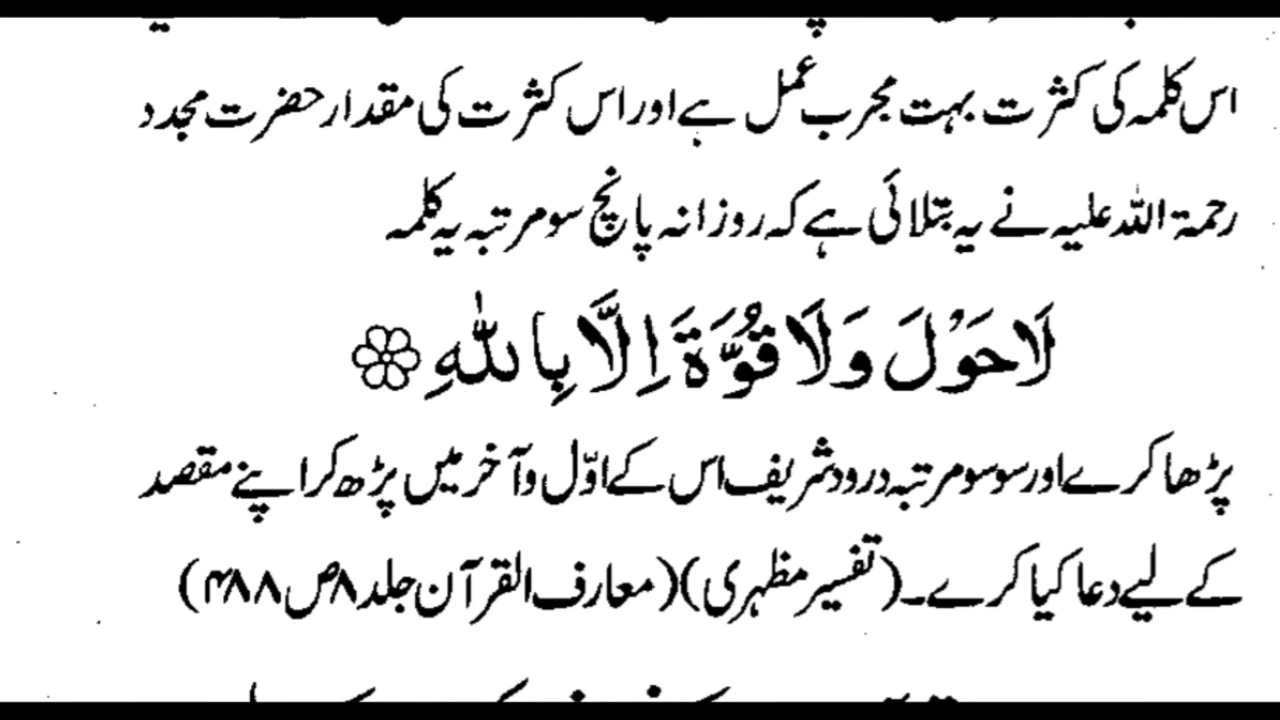 اس کلمہ کی کثرت بہت مجرب عمل ہے اور اس کثرت کی مقدار حضرت مجدد
رحمۃ اللہ علیہ نے یہ بتلائی ہے کہ روزانہ پانچ سو مرتبہ یہ کلمہ
لَا حَوْلَ وَلَا قُوَّةَ اِلَّا بِاللّٰهِ
پڑھا کرے اور سو سو مرتبہ درود شریف اس کے اوّل و آخر میں پڑھ کر اپنے مقصد
کے لیے دعا کیا کرے۔ (تفسیر مظہری) (معارف القرآن جلد ۸ ص ۴۸۸)